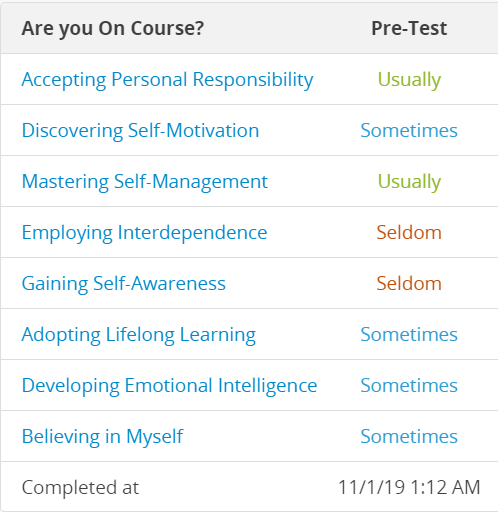 Are you On Course? Pre-Test
Accepting Personal Responsibility Usually
Discovering Self-Motivation Sometimes
Mastering Self-Management Usually
Employing Interdependence Seldom
Gaining Self-Awareness Seldom
Adopting Lifelong Learning Sometimes
Developing Emotional Intelligence Sometimes
Believing in Myself Sometimes
Completed at 11/1/19 1:12 AM